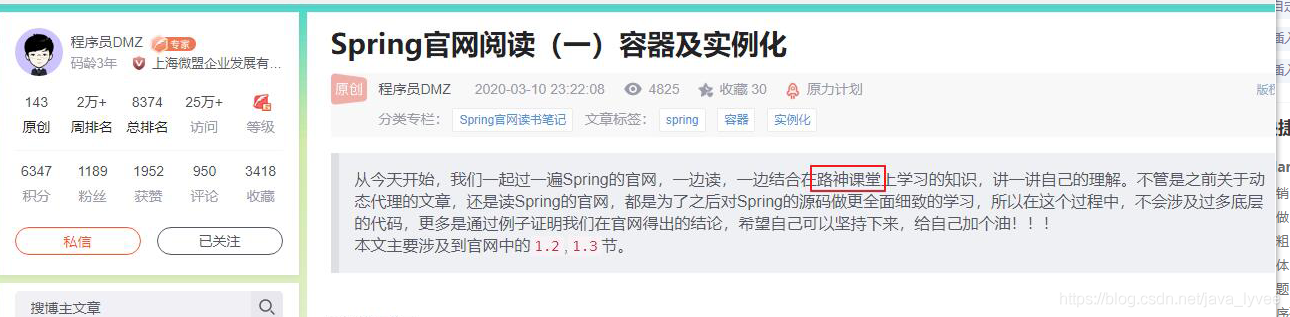 程序员DMZ 专家
码龄3年 上海微盟企业发展有...
143 2万+ 8374 25万+
原创 周排名 总排名 访问 等级
6347 1189 1952 950 3418
积分 粉丝 获赞 评论 收藏
私信 已关注
搜博主文章
Spring官网阅读（一）容器及实例化
原创 程序员DMZ 2020-03-10 23:22:08 4825 收藏 30 原力计划
分类专栏： Spring官网读书笔记 文章标签： spring 容器 实例化
从今天开始，我们一起过一遍Spring的官网，一边读，一边结合在路神课堂上学习的知识，讲一讲自己的理解。不管是之前关于动
态代理的文章，还是读Spring的官网，都是为了之后对Spring的源码做更全面细致的学习，所以在这个过程中，不会涉及过多底层
的代码，更多是通过例子证明我们在官网得出的结论，希望自己可以坚持下来，给自己加个油！！！
本文主要涉及到官网中的 1.2 , 1.3 节。